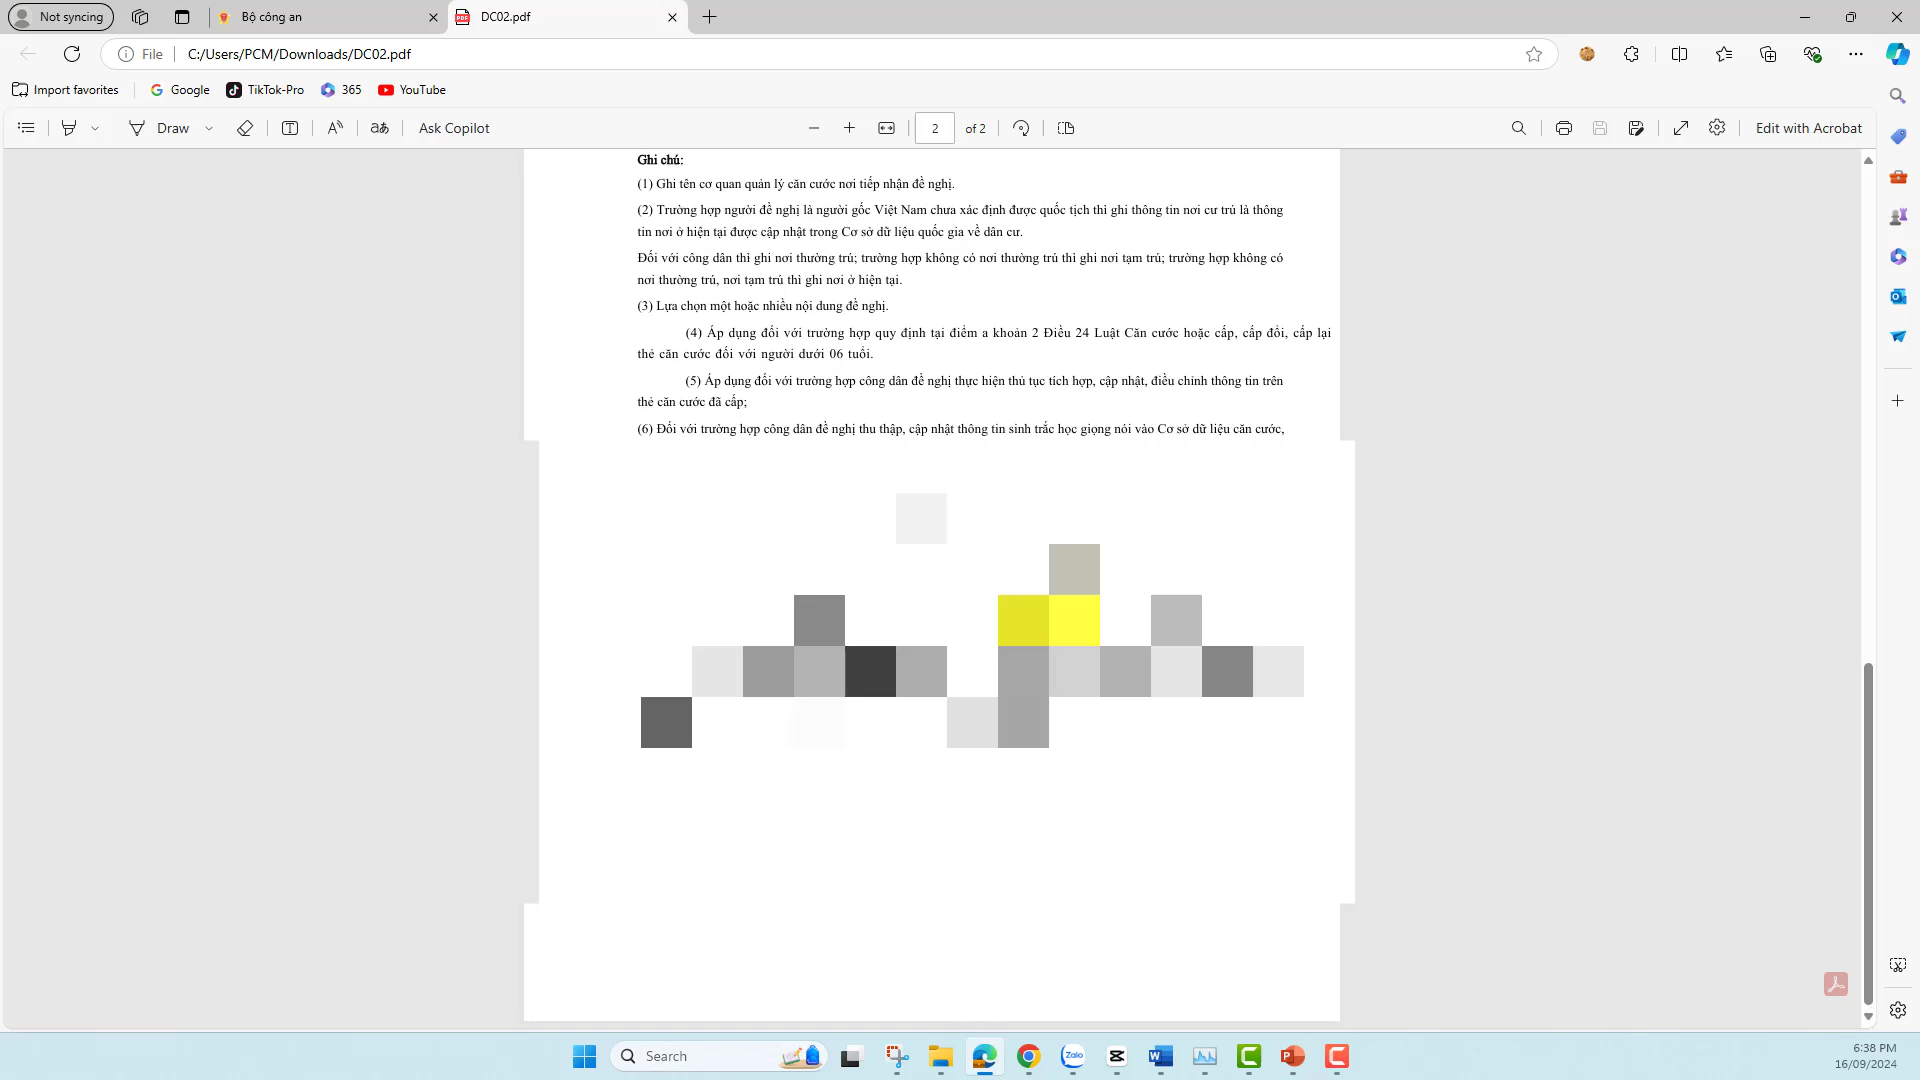 Not syncing
Bộ công an
DC02.pdf
File
C:/Users/PCM/Downloads/DC02.pdf
Import favorites
Google
TikTok-Pro
365
YouTube
Draw
aあ
Ask Copilot
2 of 2
Edit with Acrobat
Ghi chú:
(1) Ghi tên cơ quan quản lý căn cước nơi tiếp nhận đề nghị.
(2) Trường hợp người đề nghị là người gốc Việt Nam chưa xác định được quốc tịch thì ghi thông tin nơi cư trú là thông
tin nơi ở hiện tại được cập nhật trong Cơ sở dữ liệu quốc gia về dân cư.
Đối với công dân thì ghi nơi thường trú; trường hợp không có nơi thường trú thì ghi nơi tạm trú; trường hợp không có
nơi thường trú, nơi tạm trú thì ghi nơi ở hiện tại.
(3) Lựa chọn một hoặc nhiều nội dung đề nghị.
(4) Áp dụng đối với trường hợp quy định tại điểm a khoản 2 Điều 24 Luật Căn cước hoặc cấp, cấp đổi, cấp lại
thẻ căn cước đối với người dưới 06 tuổi.
(5) Áp dụng đối với trường hợp công dân đề nghị thực hiện thủ tục tích hợp, cập nhật, điều chỉnh thông tin trên
thẻ căn cước đã cấp;
(6) Đối với trường hợp công dân đề nghị thu thập, cập nhật thông tin sinh trắc học giọng nói vào Cơ sở dữ liệu căn cước,
Search
Zalo
6:38 PM
16/09/2024